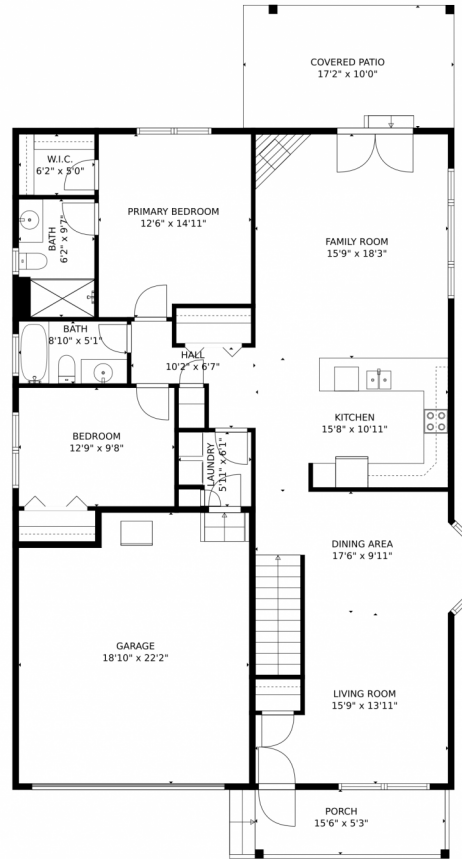 COVERED PATIO
17'2" x 10'0"
W.I.C.
6'2" x 5'0"
PRIMARY BEDROOM
12'6" x 14'11"
BATH
6'2" x 9'7"
FAMILY ROOM
15'9" x 18'3"
BATH
8'10" x 5'1"
HALL
10'2" x 6'7"
KITCHEN
15'8" x 10'11"
BEDROOM
12'9" x 9'8"
LAUNDRY
5'11" x 6'1"
DINING AREA
17'6" x 9'11"
GARAGE
18'10" x 22'2"
LIVING ROOM
15'9" x 13'11"
PORCH
15'6" x 5'3"